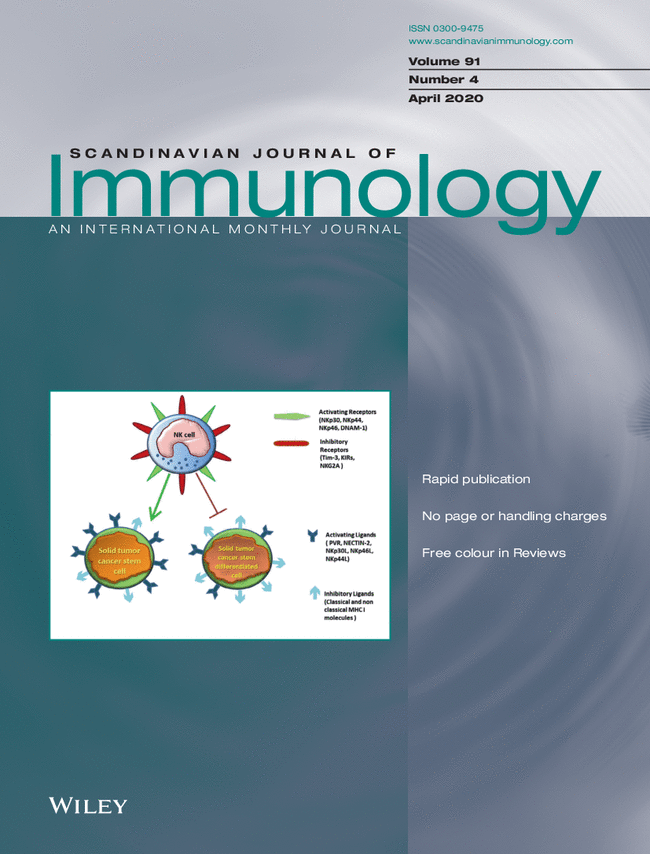 ISSN 0300-9475
www.scandinavianimmunology.com
Volume 91
Number 4
April 2020
SCANDINAVIAN JOURNAL OF
Immunology
AN INTERNATIONAL MONTHLY JOURNAL
NK cell
Activating Receptors
(NKp30, NKp44,
NKp46, DNAM-1)
Inhibitory
Receptors
(Tim-3, KIRs,
NKG2A )
Solid tumor
cancer stem
cell
Solid tumor
cancer stem
differentiated
cell
Activating Ligands
( PVR, NECTIN-2,
NKp30L, NKp46L,
NKp44L)
Inhibitory Ligands
(Classical and non
classical MHC I
molecules )
Rapid publication
No page or handling charges
Free colour in Reviews
WILEY